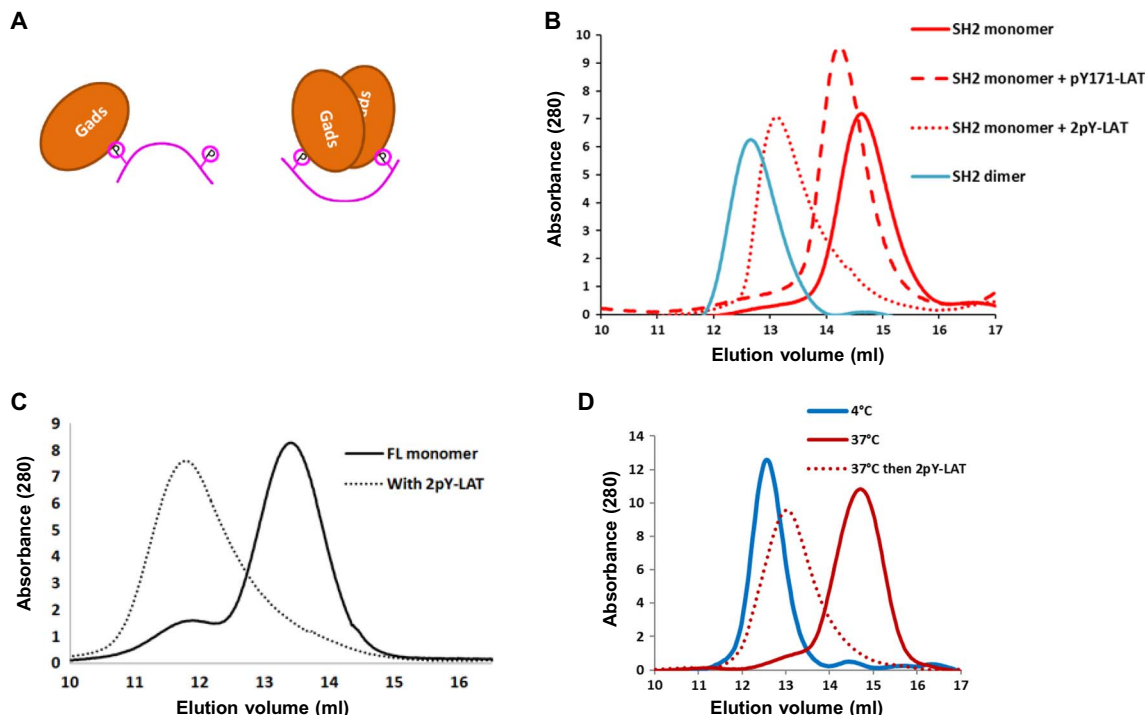 A
Gads
P
P
Gads
Gads
P
P
B
Absorbance (280)
10
9
8
7
6
5
4
3
2
1
0
10 11 12 13 14 15 16 17
Elution volume (ml)
SH2 monomer
SH2 monomer + pY171-LAT
SH2 monomer + 2pY-LAT
SH2 dimer
C
Absorbance (280)
9
8
7
6
5
4
3
2
1
0
10 11 12 13 14 15 16
Elution volume (ml)
FL monomer
With 2pY-LAT
D
4°C
37°C
37°C then 2pY-LAT
Absorbance (280)
14
12
10
8
6
4
2
0
10 11 12 13 14 15 16 17
Elution volume (ml)